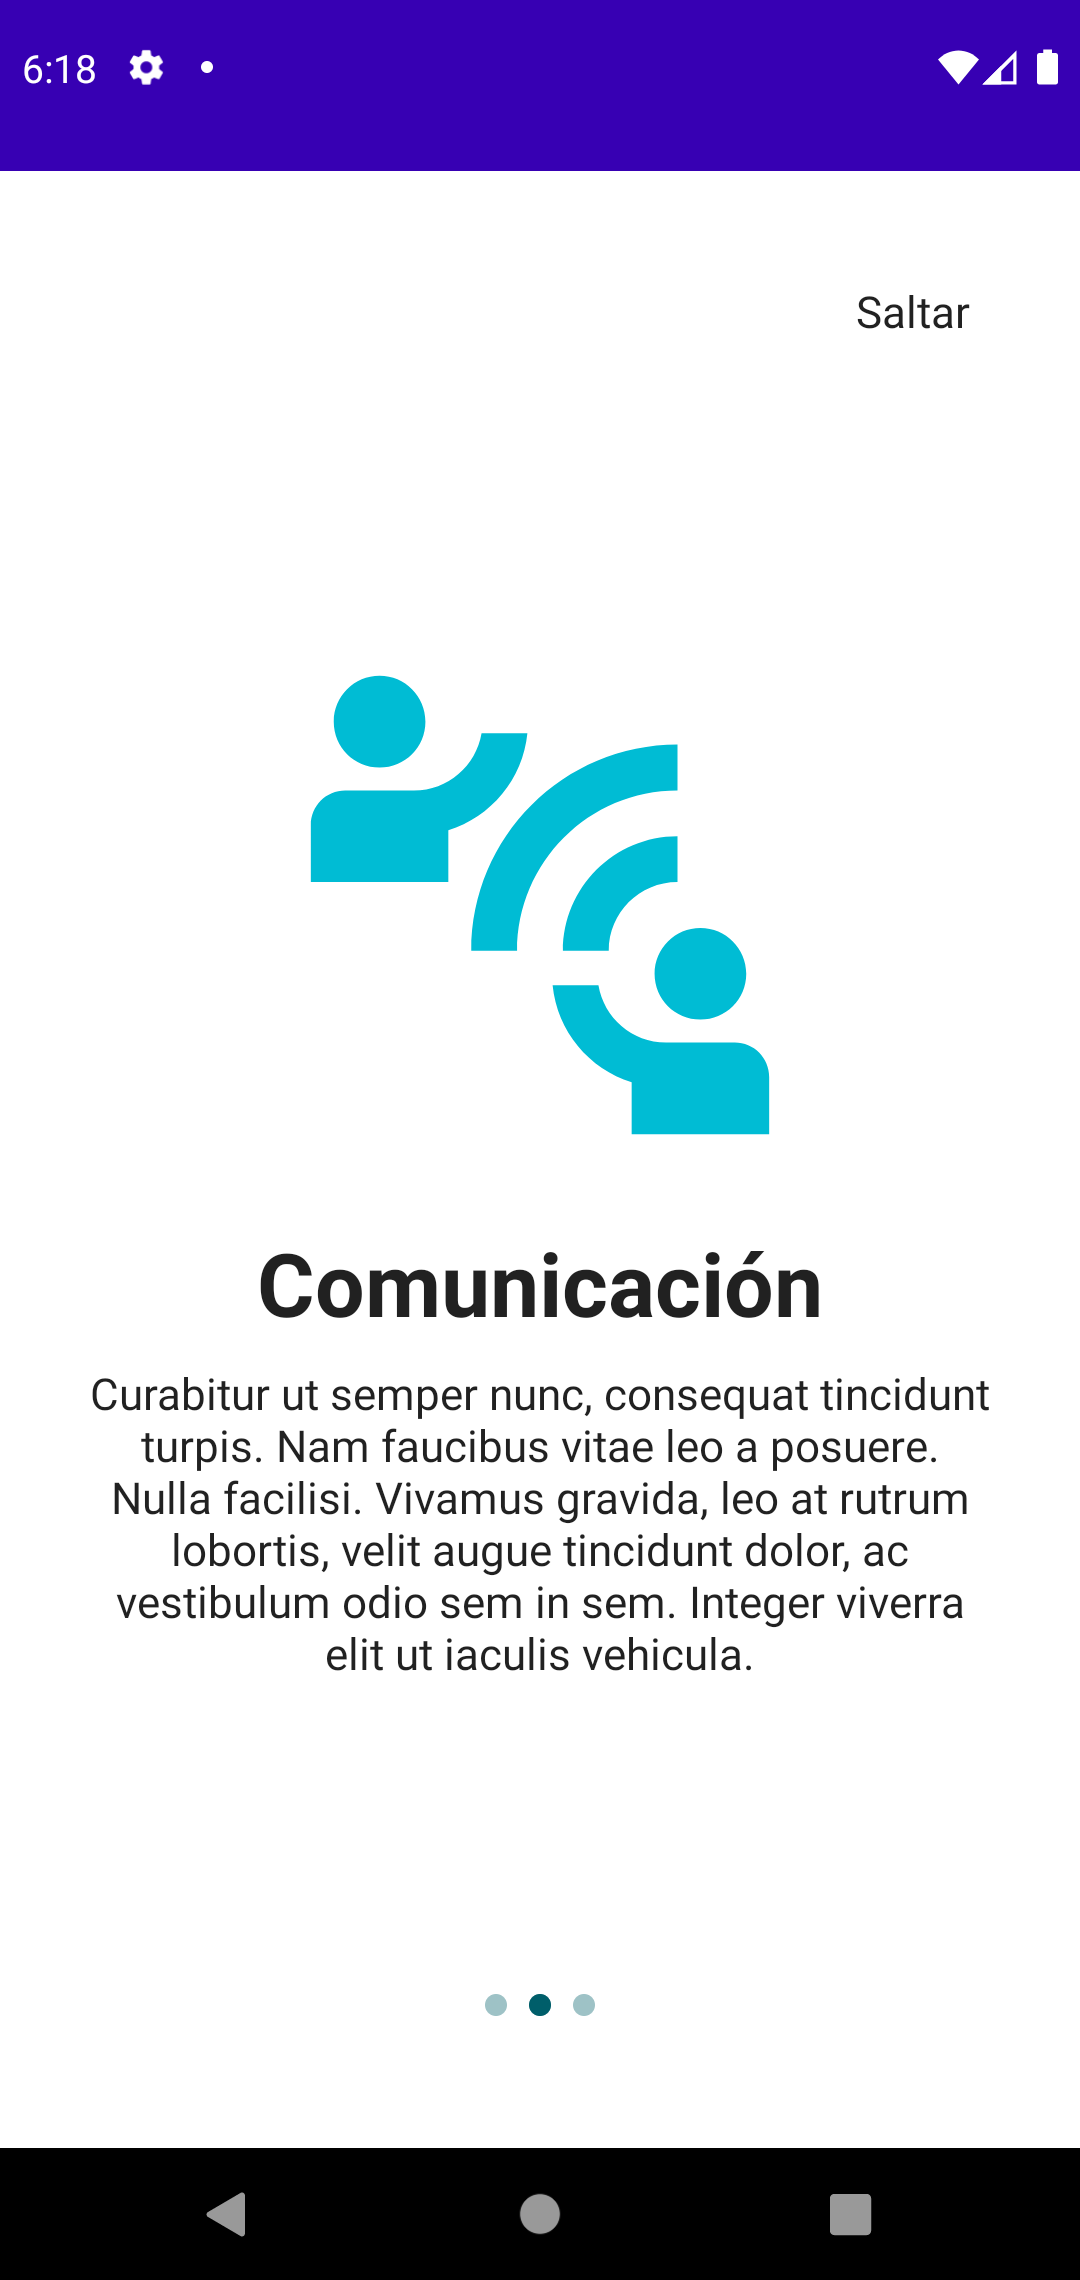 6:18
Saltar
Comunicación
Curabitur ut semper nunc, consequat tincidunt
turpis. Nam faucibus vitae leo a posuere.
Nulla facilisi. Vivamus gravida, leo at rutrum
lobortis, velit augue tincidunt dolor, ac
vestibulum odio sem in sem. Integer viverra
elit ut iaculis vehicula.